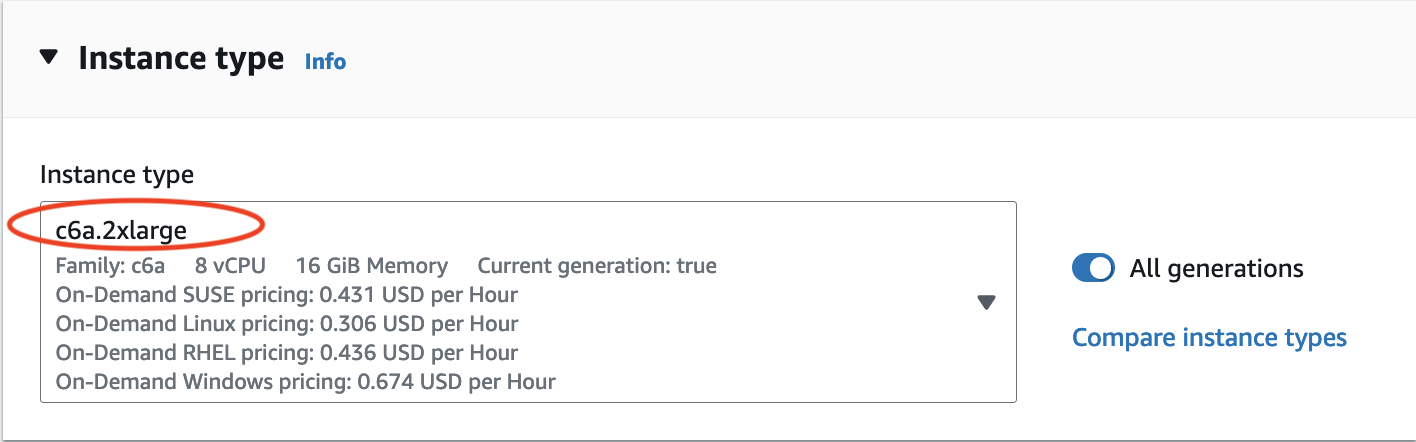 Instance type Info
Instance type
c6a.2xlarge
Family: c6a 8 vCPU 16 GiB Memory Current generation: true
On-Demand SUSE pricing: 0.431 USD per Hour
On-Demand Linux pricing: 0.306 USD per Hour
On-Demand RHEL pricing: 0.436 USD per Hour
On-Demand Windows pricing: 0.674 USD per Hour
All generations
Compare instance types